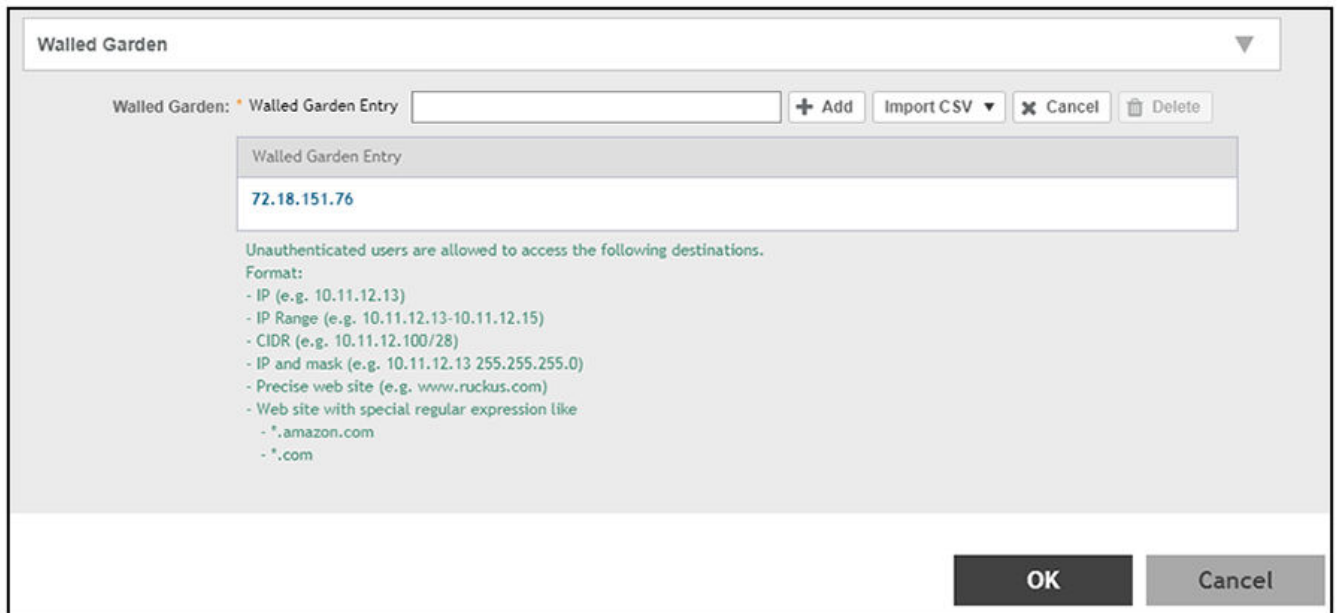 Walled Garden
Walled Garden: * Walled Garden Entry + Add Import CSV ▼ Cancel Delete
Walled Garden Entry
72.18.151.76
Unauthenticated users are allowed to access the following destinations.
Format:
- IP (e.g. 10.11.12.13)
- IP Range (e.g. 10.11.12.13-10.11.12.15)
- CIDR (e.g. 10.11.12.100/28)
- IP and mask (e.g. 10.11.12.13 255.255.255.0)
- Precise web site (e.g. www.ruckus.com)
- Web site with special regular expression like
- *.amazon.com
- *.com
OK Cancel